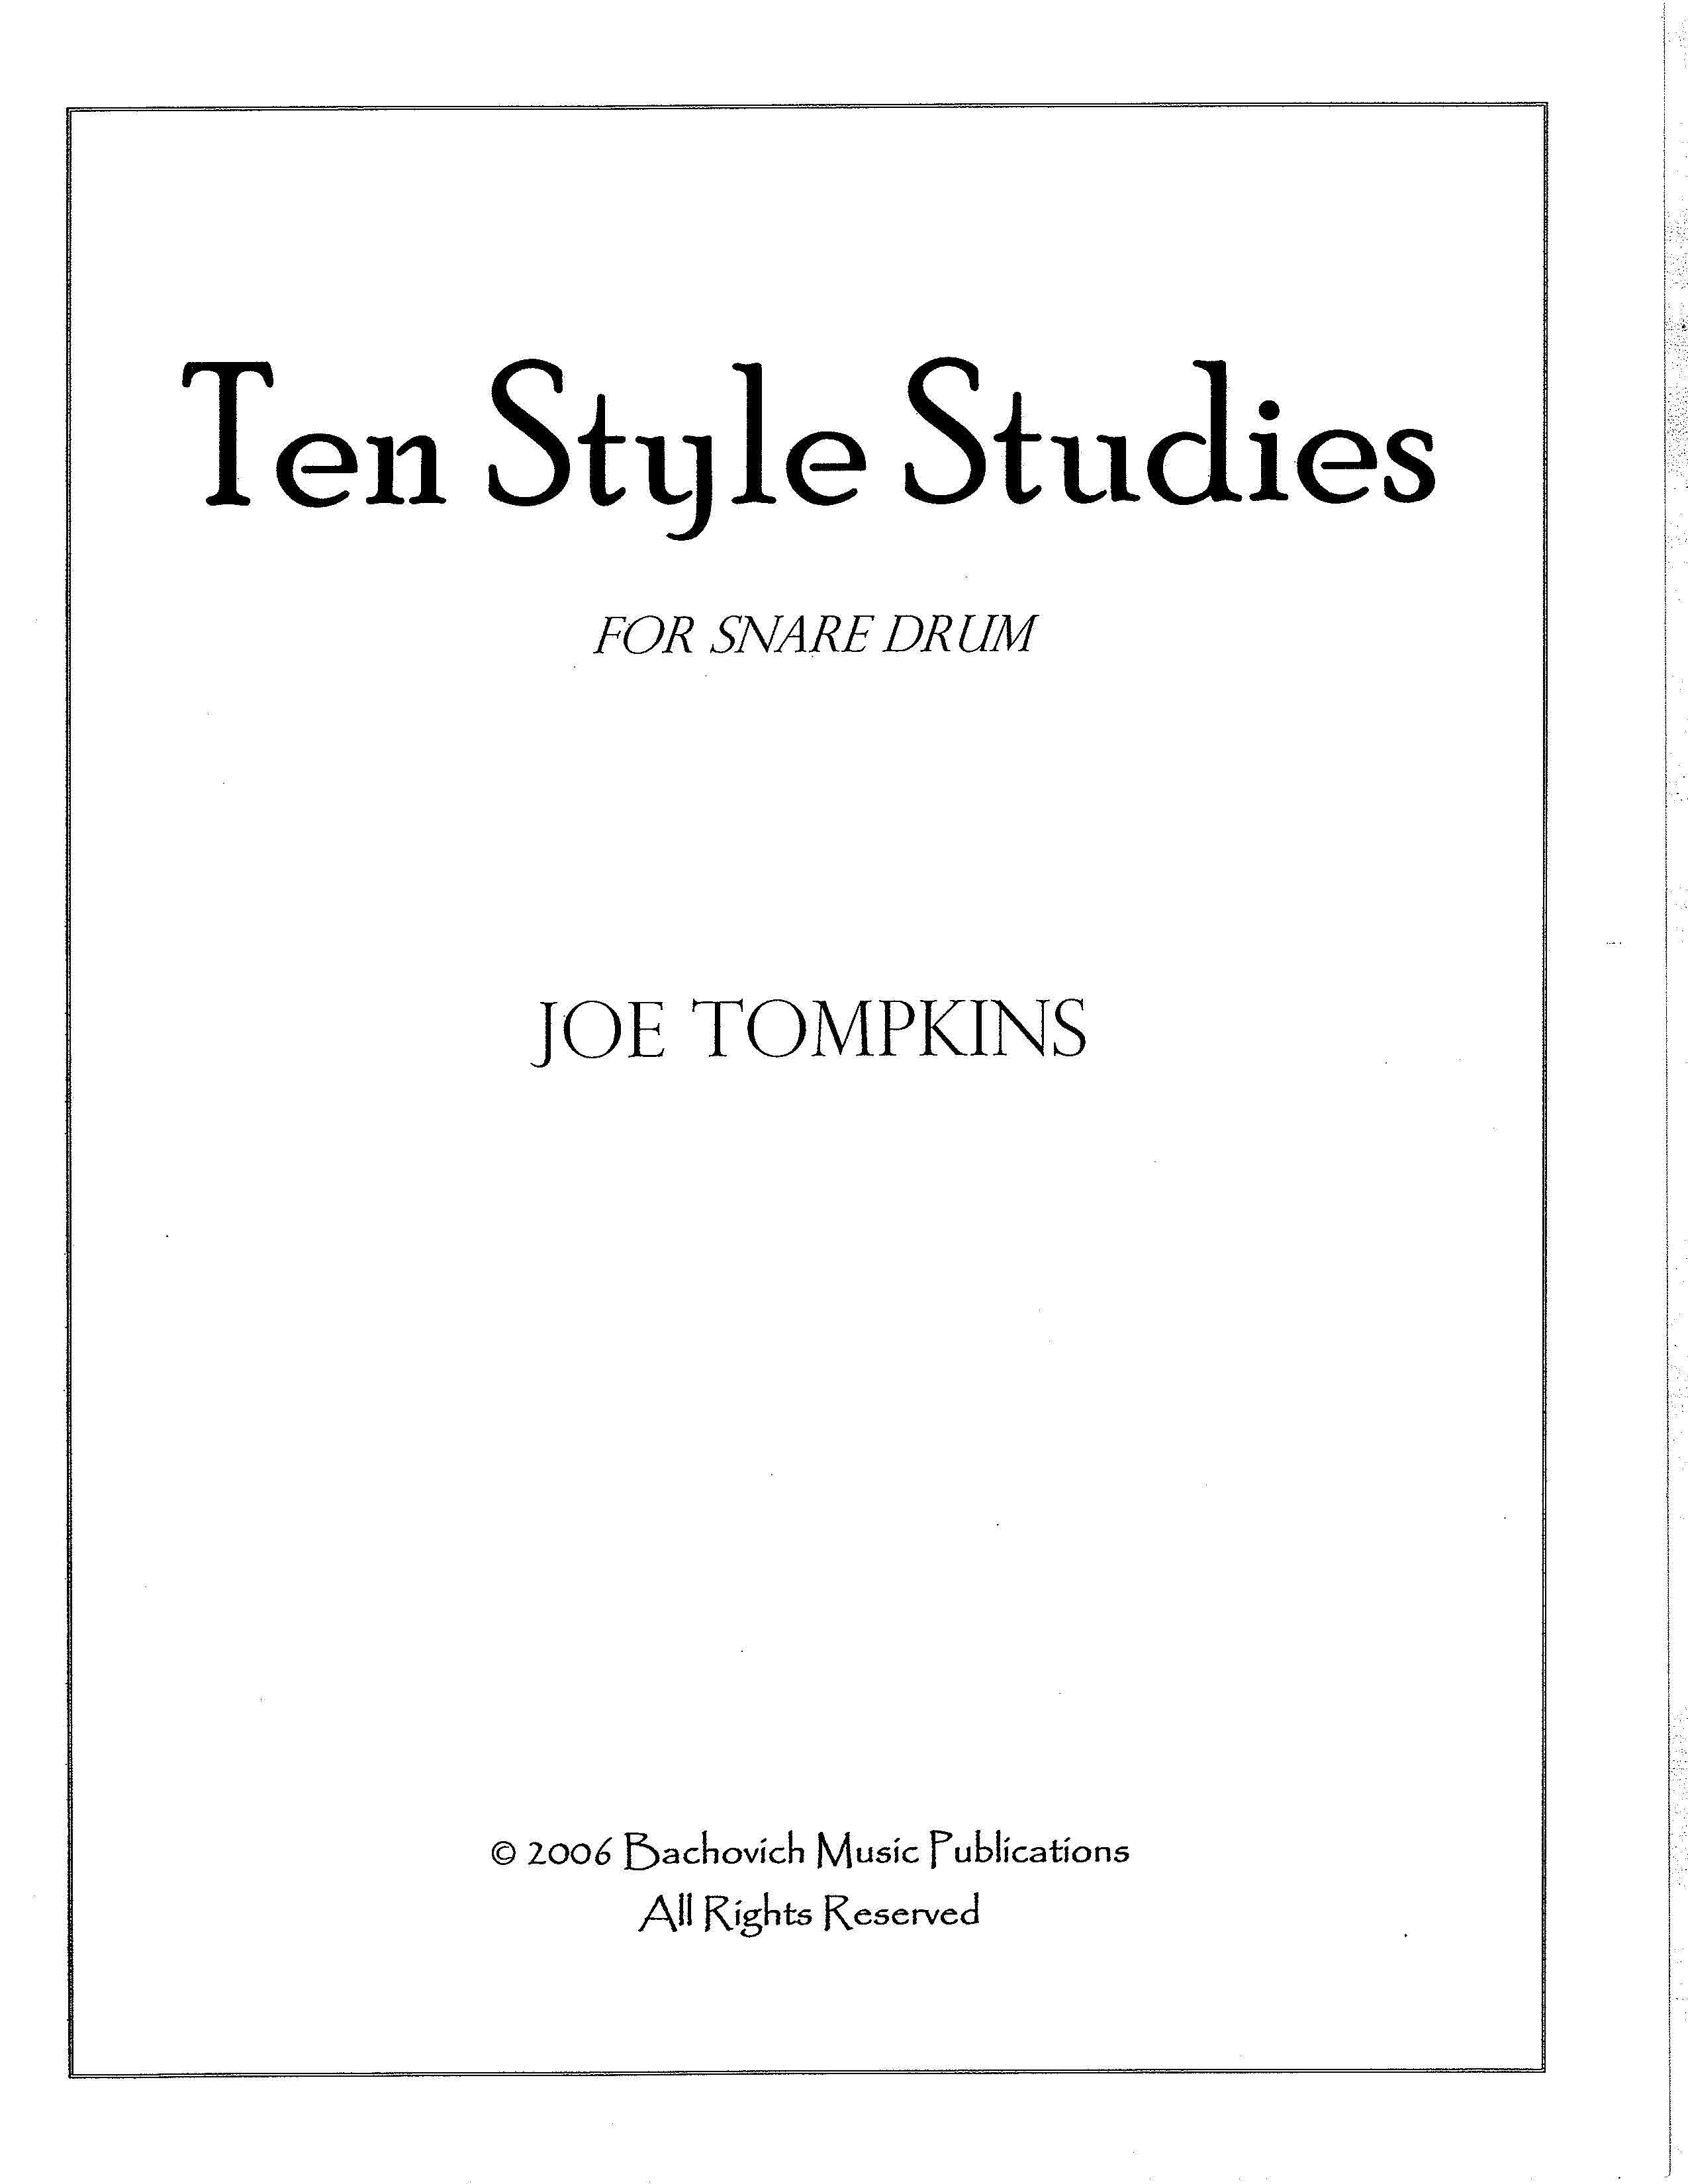 Ten Style Studies
FOR SNARE DRUM
JOE TOMPKINS
© 2006 Bachovich Music Publications
All Rights Reserved